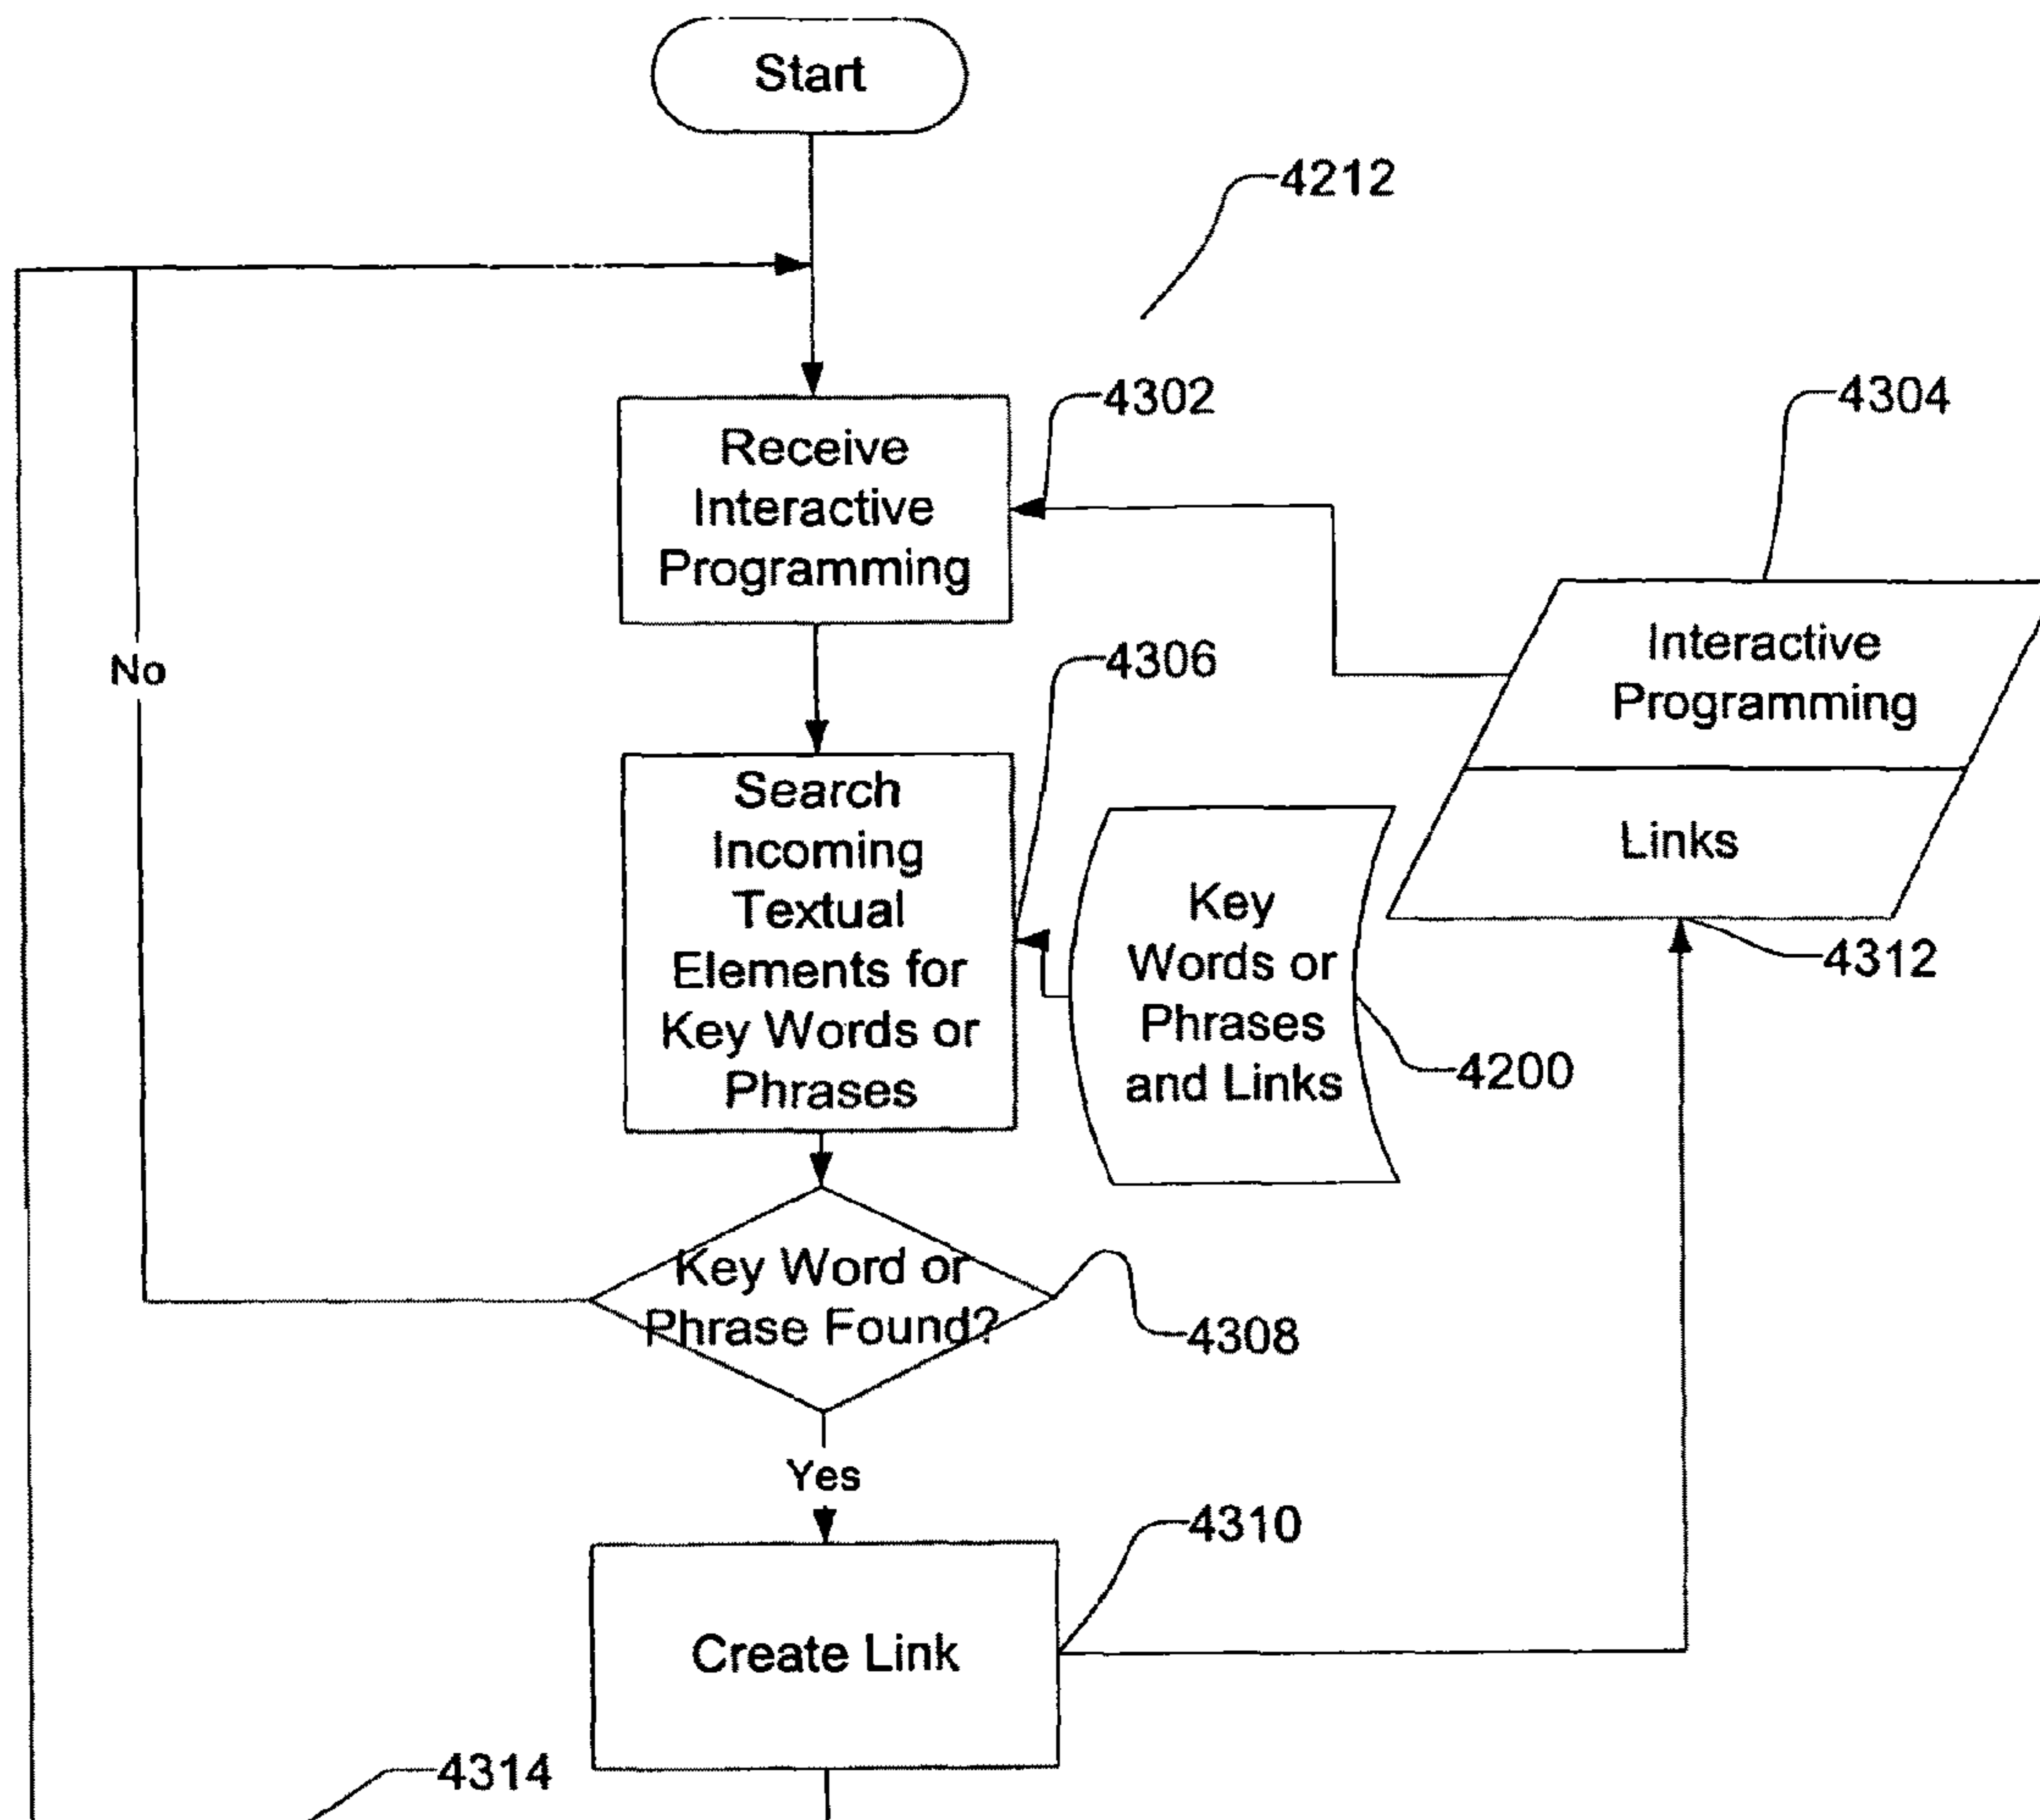 Start
4212
4302
4304
Receive
Interactive
Programming
Interactive
Programming
No
4306
Search
Incoming
Textual
Elements for
Key Words or
Phrases
Links
Key
Words or
Phrases
and Links
4312
4200
Key Word or
Phrase Found?
4308
Yes
4310
Create Link
4314